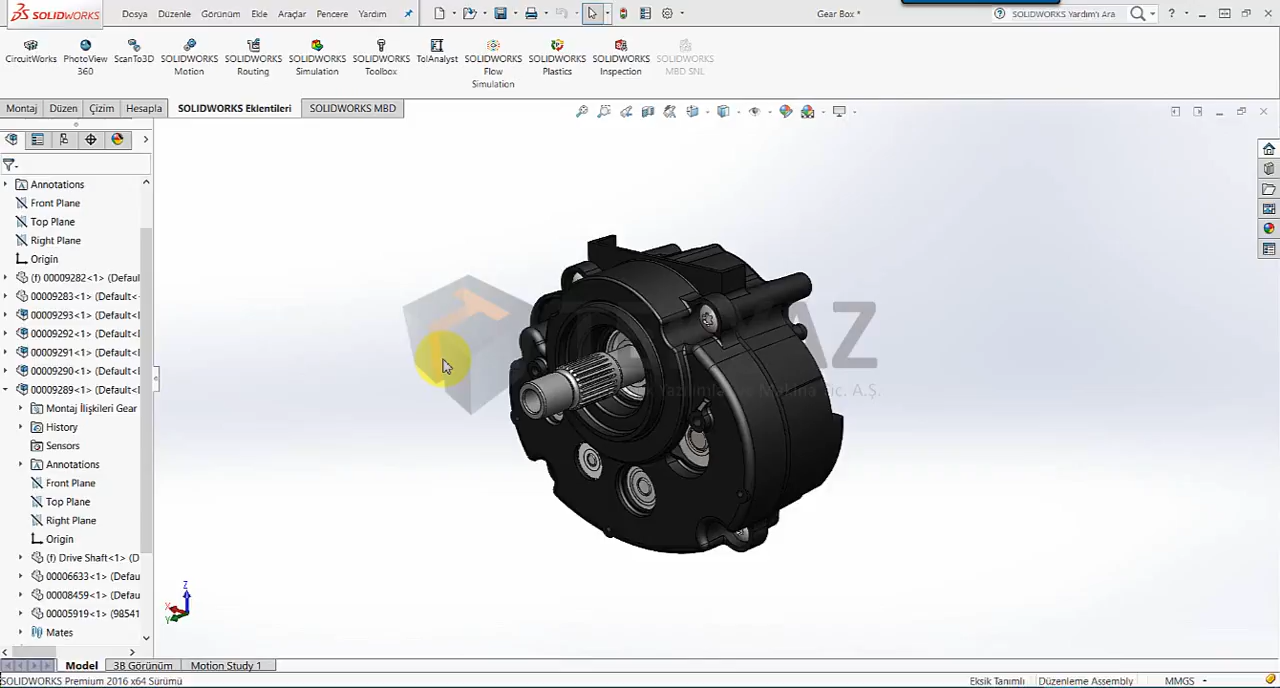 SOLIDWORKS Dosya Düzenle Görünüm Ekle Araçlar Pencere Yardım Gear Box * SOLIDWORKS Yardım'ı Ara
CircuitWorks PhotoView 360 ScanTo3D SOLIDWORKS Motion SOLIDWORKS Routing SOLIDWORKS Simulation SOLIDWORKS Toolbox TolAnalyst SOLIDWORKS Flow Simulation SOLIDWORKS Plastics SOLIDWORKS Inspection SOLIDWORKS MBD SNL
Montaj Düzen Çizim Hesapla SOLIDWORKS Eklentileri SOLIDWORKS MBD
Annotations
Front Plane
Top Plane
Right Plane
Origin
(f) 00009282<1> (Defaul
00009283<1> (Default<
00009293<1> (Default<
00009292<1> (Default<
00009291<1> (Default<
00009290<1> (Default<
00009289<1> (Default<
Montaj İlişkileri Gear
History
Sensors
Annotations
Front Plane
Top Plane
Right Plane
Origin
(f) Drive Shaft<1> (D
00006633<1> (Defau
00008459<1> (Defau
00005919<1> (98541
Mates
Z
X
Y
Model 3B Görünüm Motion Study 1
SOLIDWORKS Premium 2016 x64 Sürümü Eksik Tanımlı Düzenleme Assembly MMGS